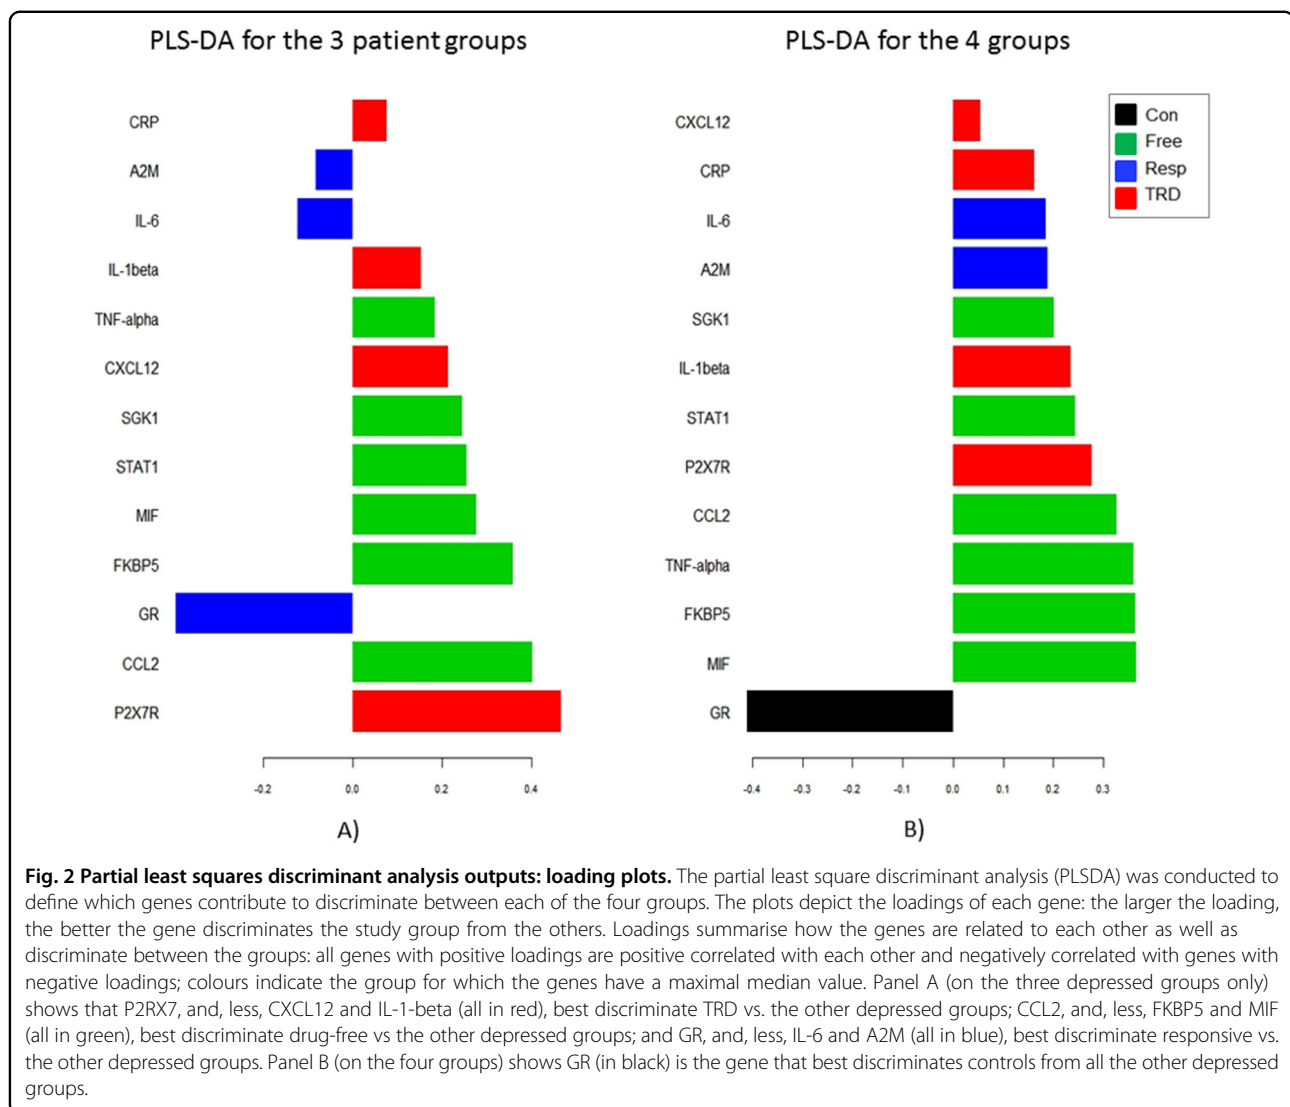 PLS-DA for the 3 patient groups
CRP
A2M
IL-6
IL-1beta
TNF-alpha
CXCL12
SGK1
STAT1
MIF
FKBP5
GR
CCL2
P2X7R
-0.2 0.0 0.2 0.4
A)
PLS-DA for the 4 groups
Con
Free
Resp
TRD
CXCL12
CRP
IL-6
A2M
SGK1
IL-1beta
STAT1
P2X7R
CCL2
TNF-alpha
FKBP5
MIF
GR
-0.4 -0.3 -0.2 -0.1 0.0 0.1 0.2 0.3
B)
Fig. 2 Partial least squares discriminant analysis outputs: loading plots. The partial least square discriminant analysis (PLSDA) was conducted to
define which genes contribute to discriminate between each of the four groups. The plots depict the loadings of each gene: the larger the loading,
the better the gene discriminates the study group from the others. Loadings summarise how the genes are related to each other as well as
discriminate between the groups: all genes with positive loadings are positive correlated with each other and negatively correlated with genes with
negative loadings; colours indicate the group for which the genes have a maximal median value. Panel A (on the three depressed groups only)
shows that P2RX7, and, less, CXCL12 and IL-1-beta (all in red), best discriminate TRD vs. the other depressed groups; CCL2, and, less, FKBP5 and MIF
(all in green), best discriminate drug-free vs the other depressed groups; and GR, and, less, IL-6 and A2M (all in blue), best discriminate responsive vs.
the other depressed groups. Panel B (on the four groups) shows GR (in black) is the gene that best discriminates controls from all the other depressed
groups.